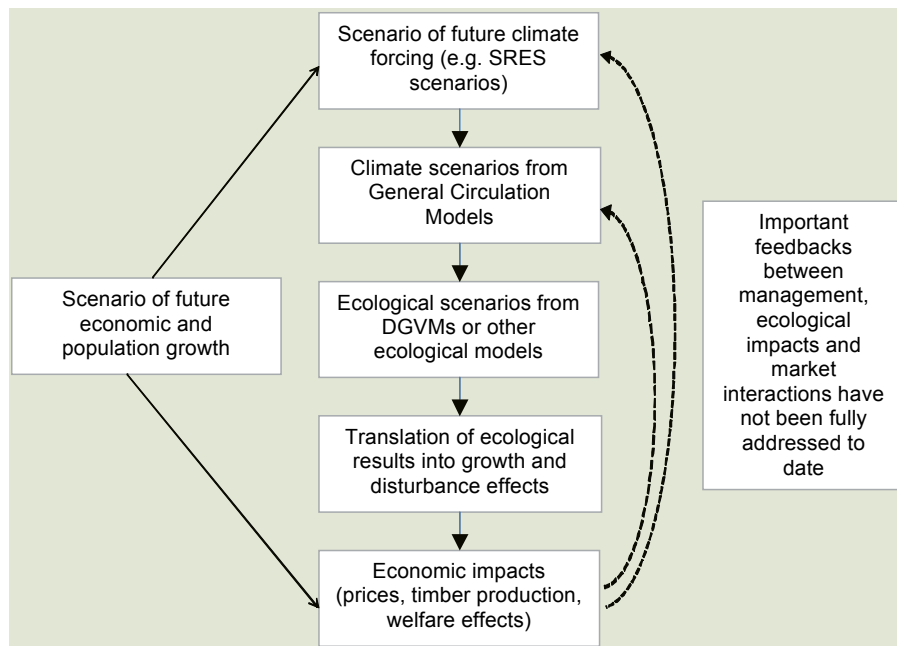 Scenario of future climate
forcing (e.g. SRES
scenarios)
Climate scenarios from
General Circulation
Models
Scenario of future
economic and
population growth
Ecological scenarios from
DGVMs or other
ecological models
Translation of ecological
results into growth and
disturbance effects
Economic impacts
(prices, timber production,
welfare effects)
Important
feedbacks
between
management,
ecological
impacts and
market
interactions have
not been fully
addressed to
date